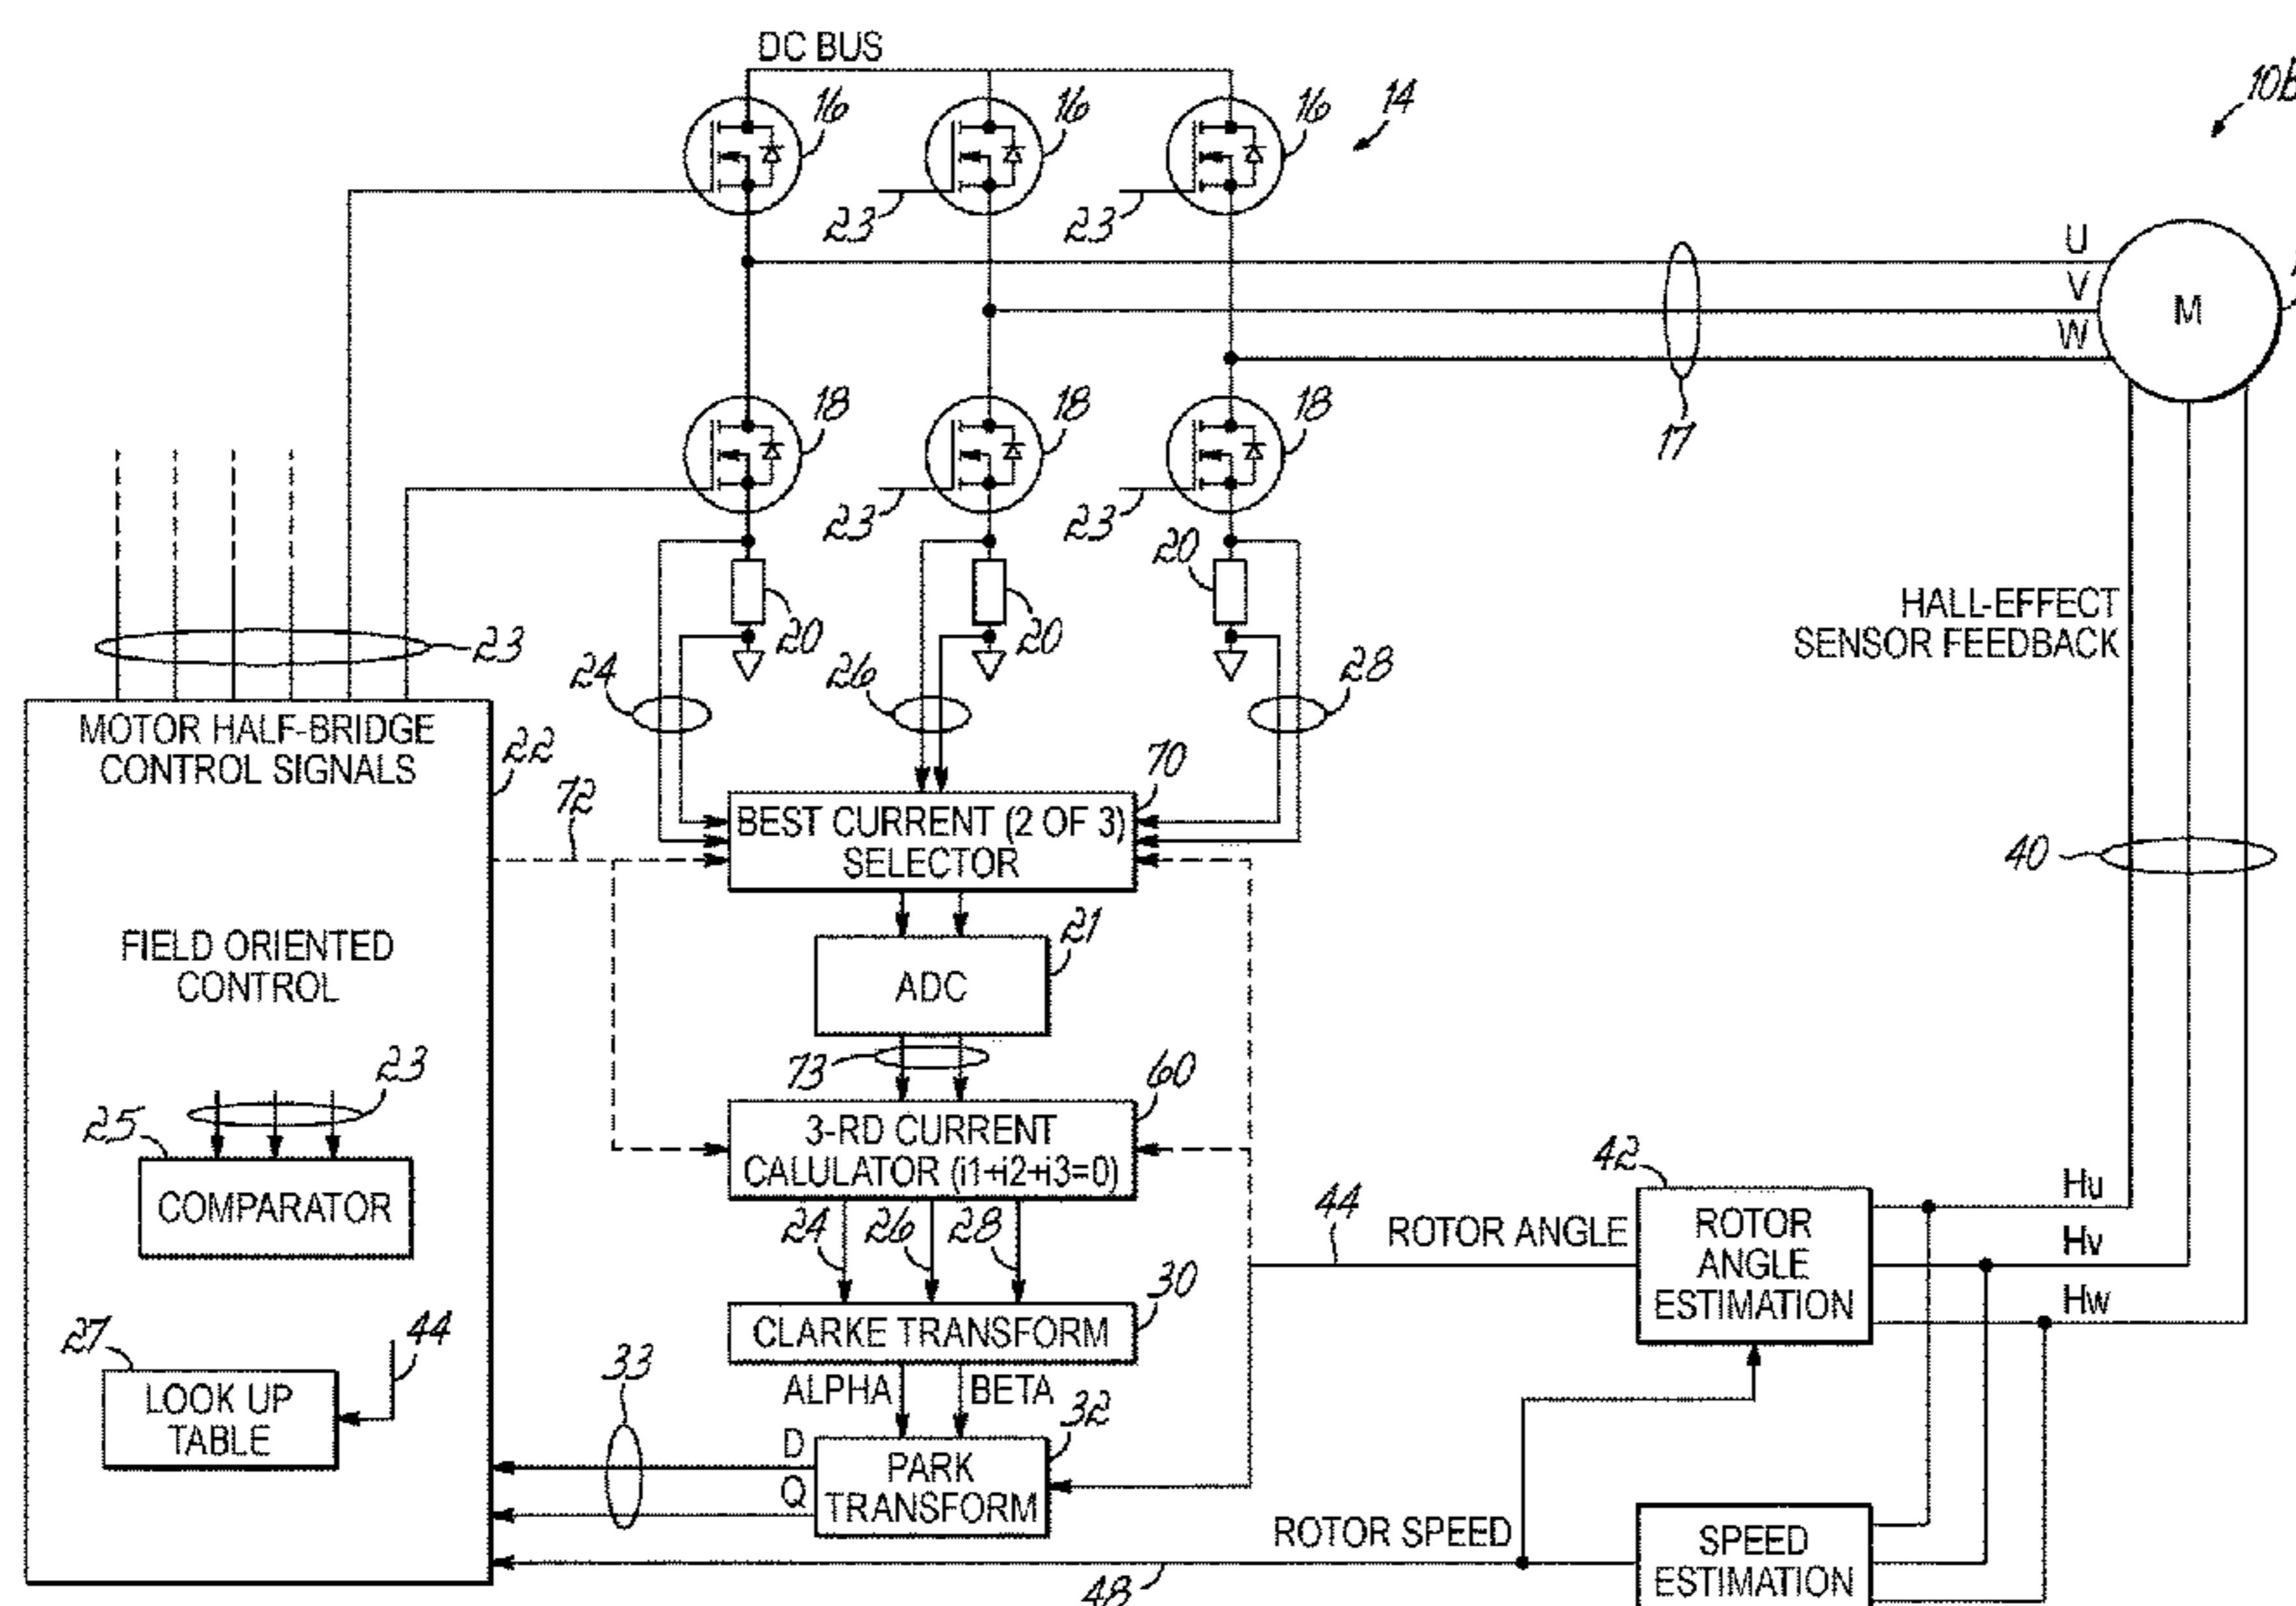 DC BUS
16
16
16
14
10b
23
23
U
V
W
M
17
18
18
18
23
23
20
20
20
HALL-EFFECT
SENSOR FEEDBACK
23
24
26
28
MOTOR HALF-BRIDGE
CONTROL SIGNALS
22
72
70
BEST CURRENT (2 OF 3)
SELECTOR
40
FIELD ORIENTED
CONTROL
21
ADC
73
60
23
25
COMPARATOR
3-RD CURRENT
CALULATOR (i1+i2+i3=0)
24
26
28
42
44
ROTOR ANGLE
ROTOR
ANGLE
ESTIMATION
Hu
Hv
Hw
30
CLARKE TRANSFORM
27
44
LOOK UP
TABLE
33
ALPHA
BETA
32
D
Q
PARK
TRANSFORM
ROTOR SPEED
48
SPEED
ESTIMATION